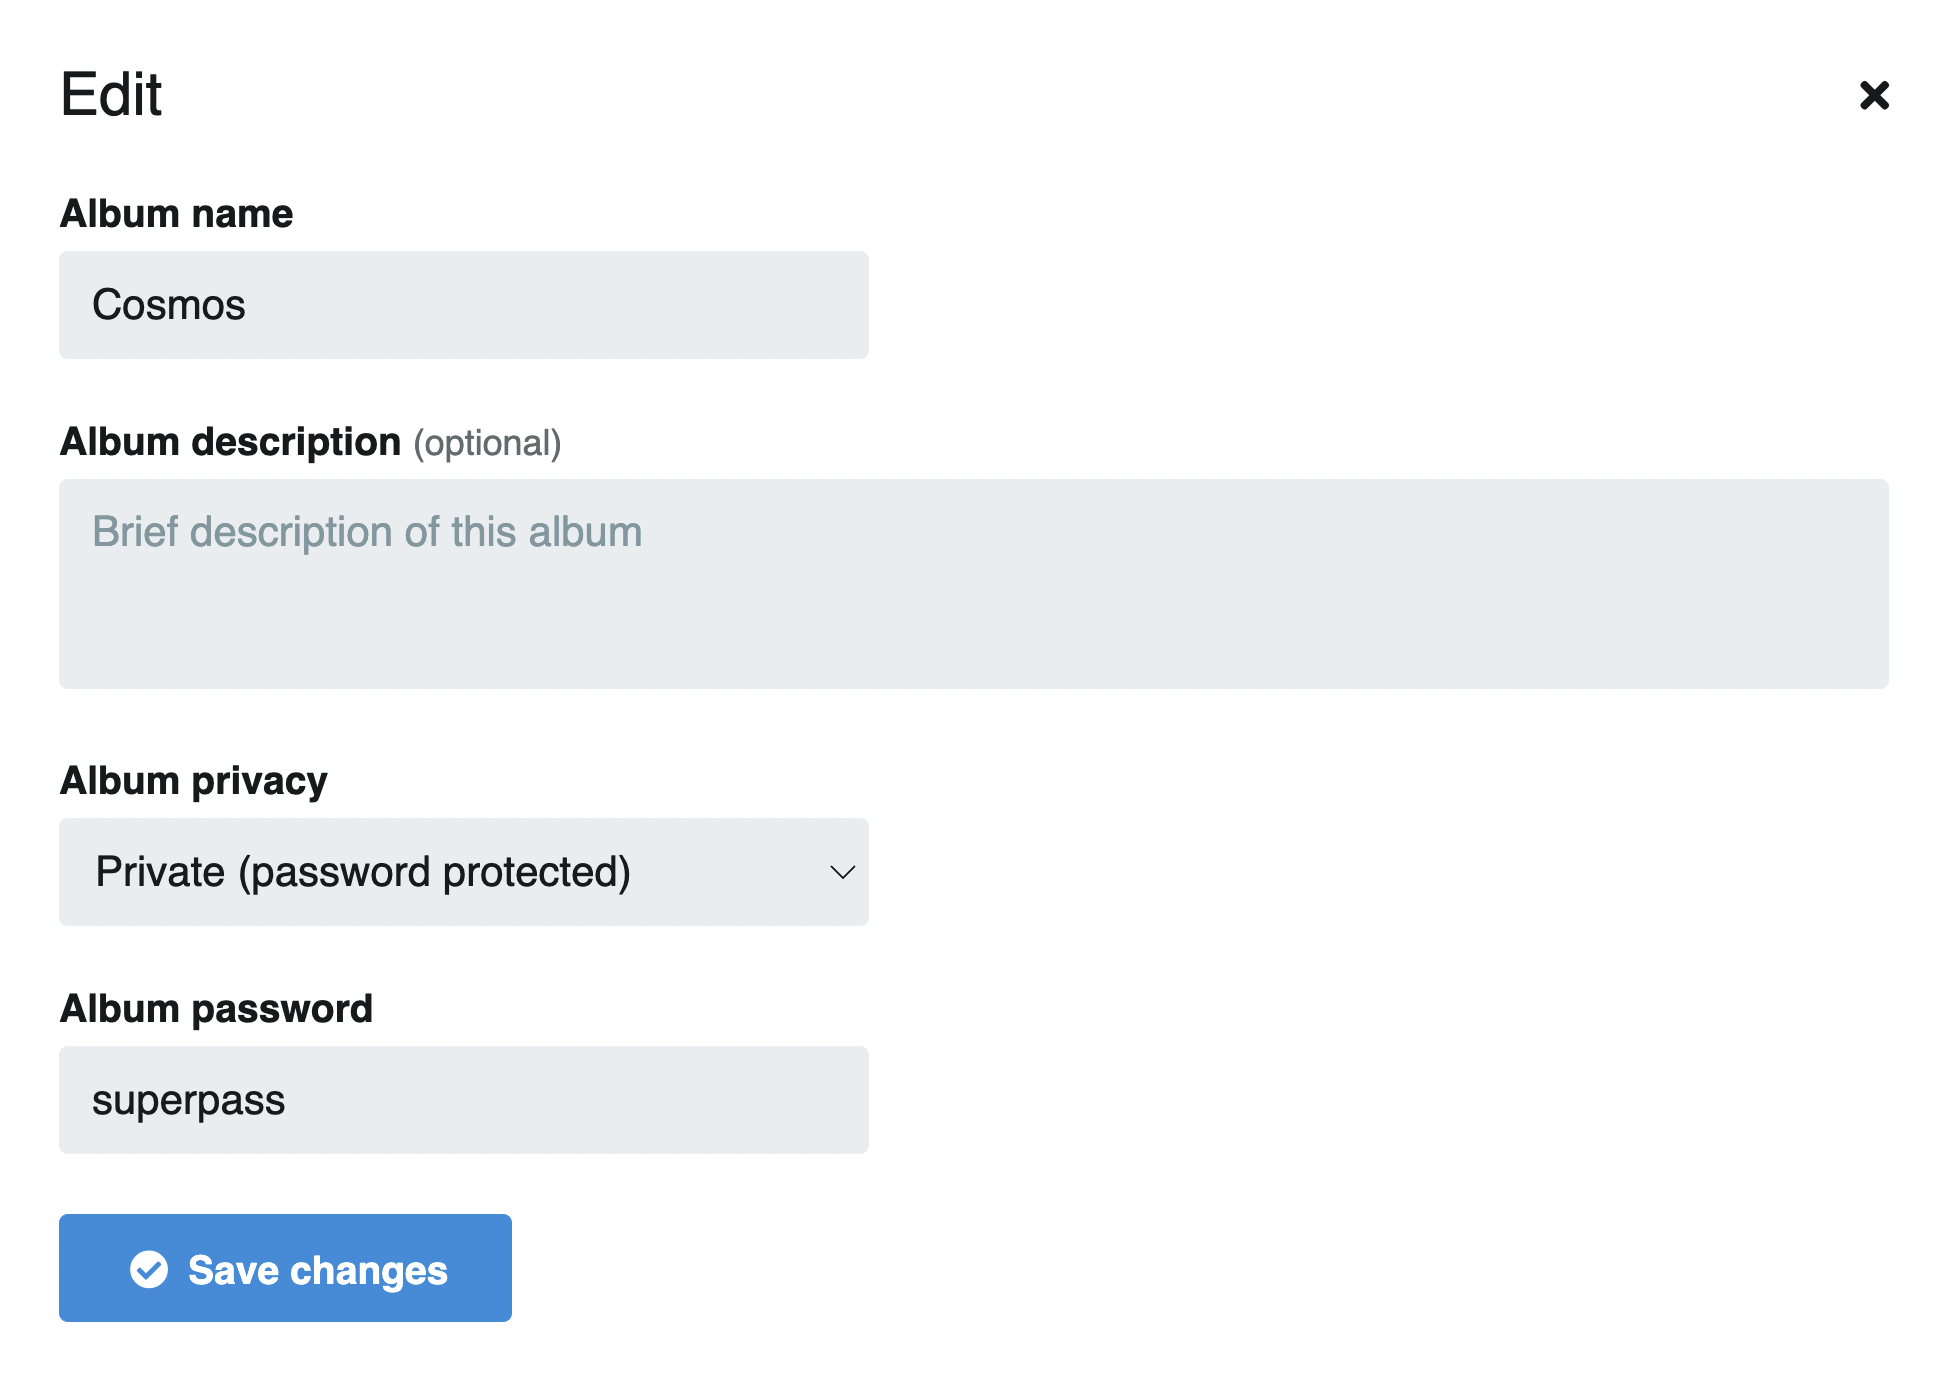 Edit
Album name
Cosmos
Album description (optional)
Brief description of this album
Album privacy
Private (password protected)
Album password
superpass
Save changes